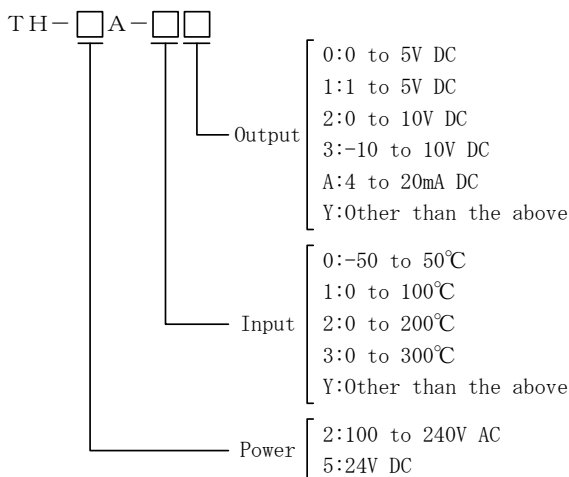 TH-□A-□□
Output
0:0 to 5V DC
1:1 to 5V DC
2:0 to 10V DC
3:-10 to 10V DC
A:4 to 20mA DC
Y:Other than the above
Input
0:-50 to 50℃
1:0 to 100℃
2:0 to 200℃
3:0 to 300℃
Y:Other than the above
Power
2:100 to 240V AC
5:24V DC